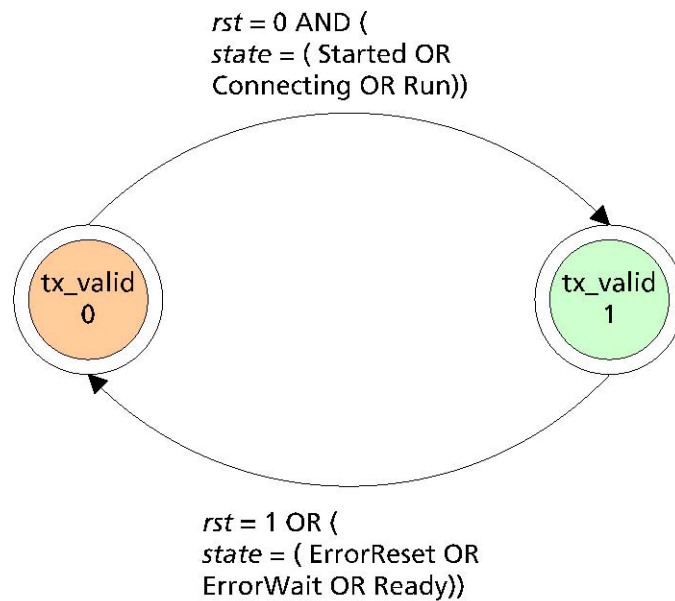 rst = 0 AND (
state = ( Started OR
Connecting OR Run))
tx_valid
0
tx_valid
1
rst = 1 OR (
state = ( ErrorReset OR
ErrorWait OR Ready))